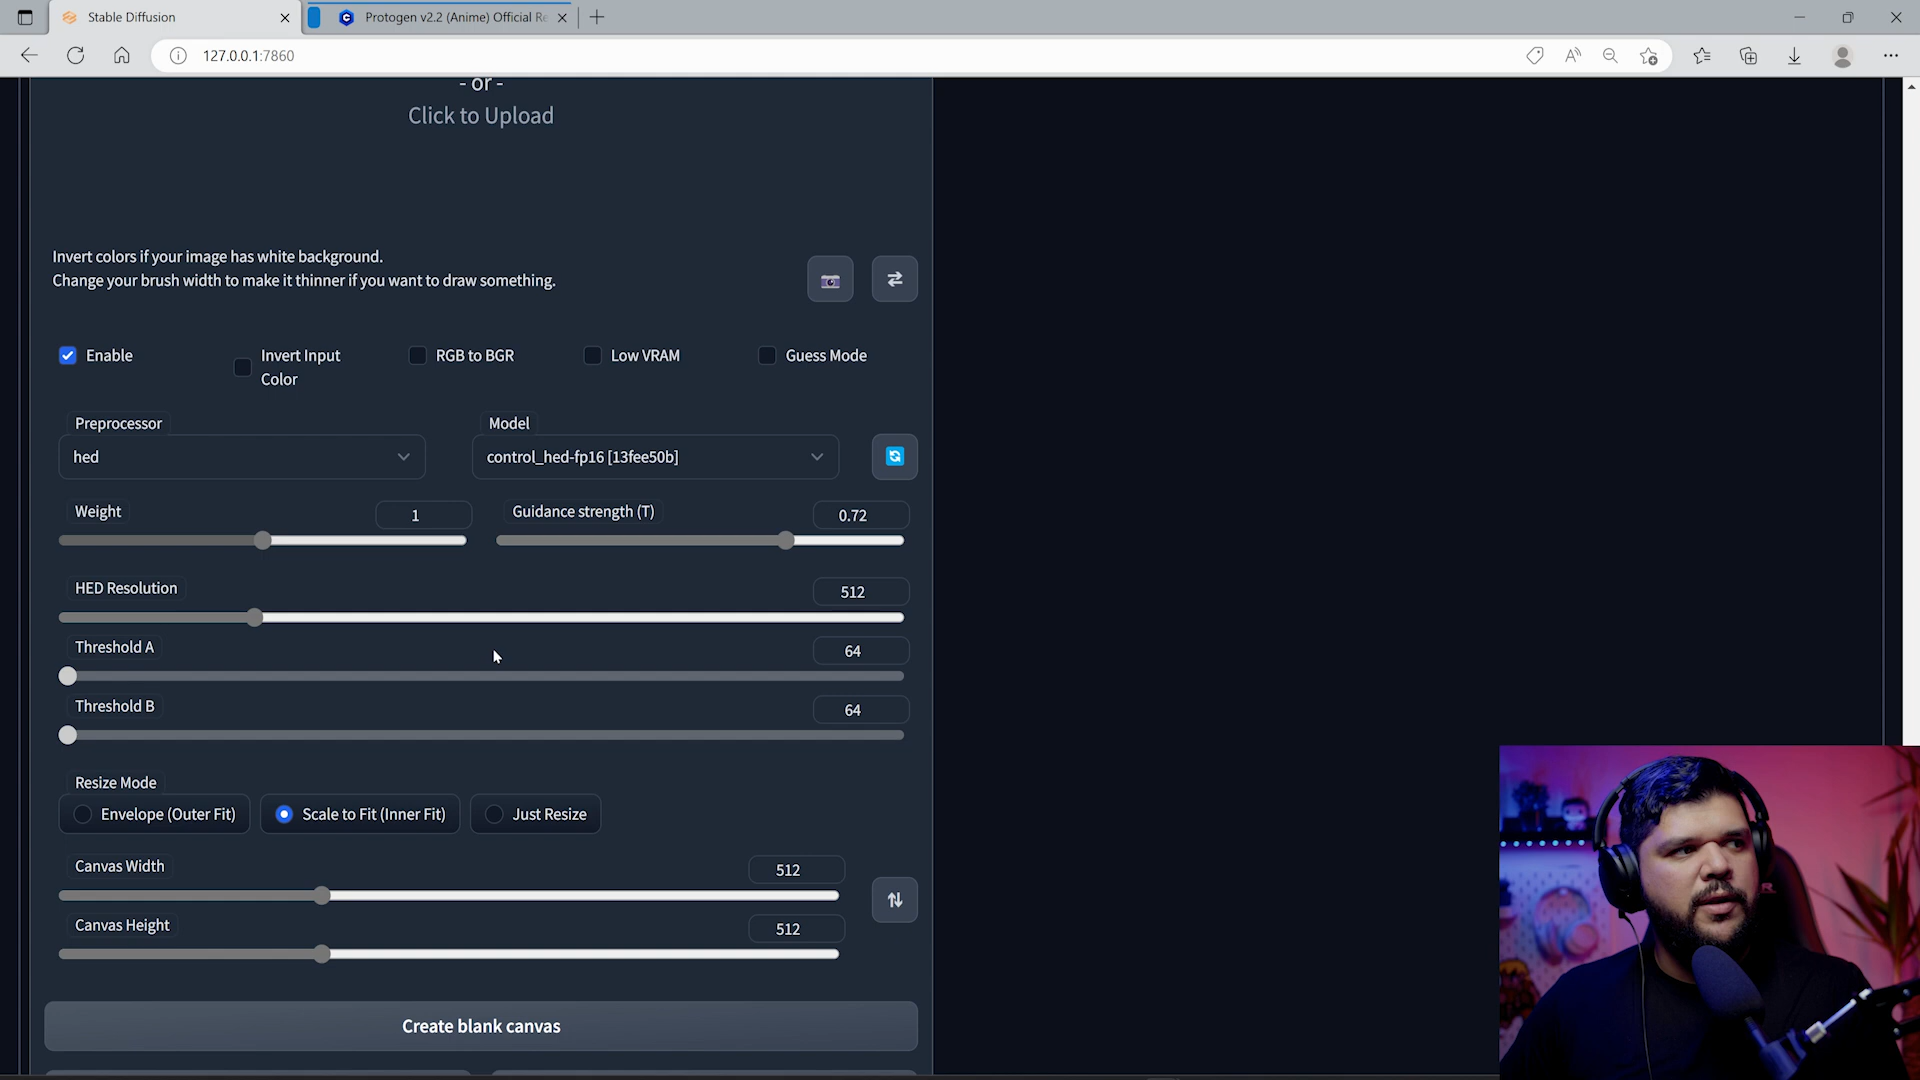 Stable Diffusion
Protogen v2.2 (Anime) Official Re
127.0.0.1:7860
- or -
Click to Upload
Invert colors if your image has white background.
Change your brush width to make it thinner if you want to draw something.
Enable
Invert Input
Color
RGB to BGR
Low VRAM
Guess Mode
Preprocessor
Model
hed
control_hed-fp16 [13fee50b]
Weight
1
Guidance strength (T)
0.72
HED Resolution
512
Threshold A
64
Threshold B
64
Resize Mode
Envelope (Outer Fit)
Scale to Fit (Inner Fit)
Just Resize
Canvas Width
512
Canvas Height
512
Create blank canvas